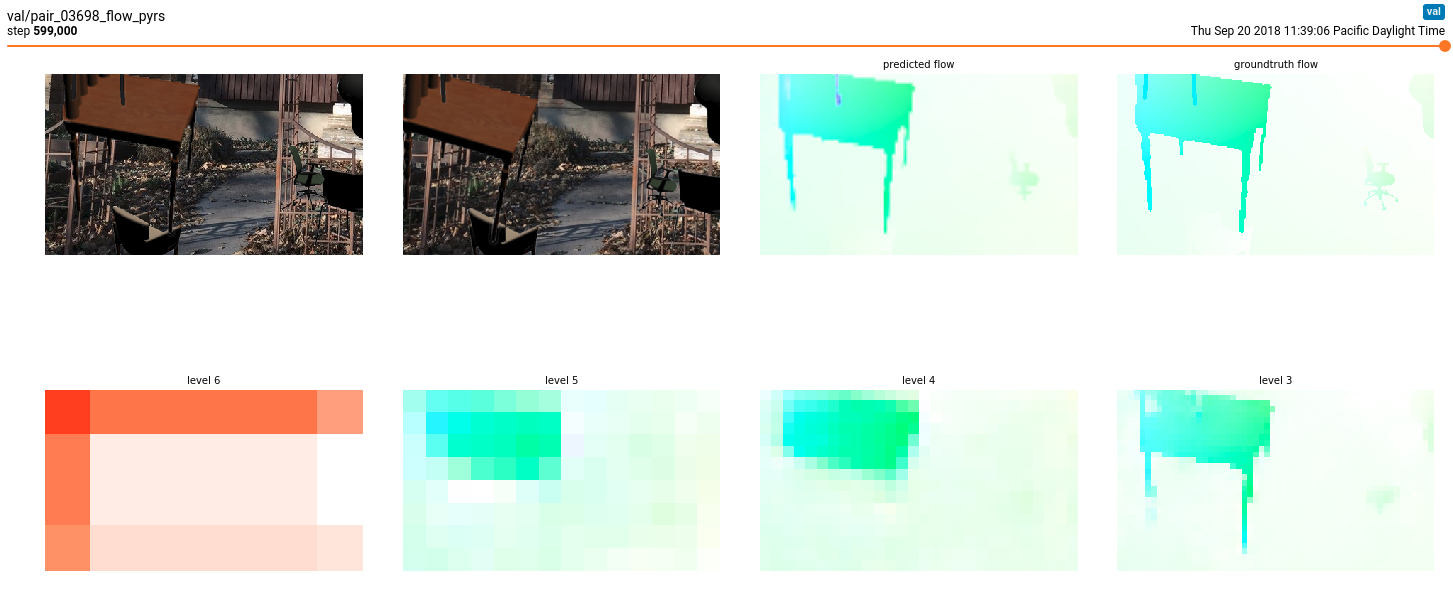 val/pair_03698_flow_pyrs
val
step 599,000
Thu Sep 20 2018 11:39:06 Pacific Daylight Time
predicted flow
groundtruth flow
level 6
level 5
level 4
level 3